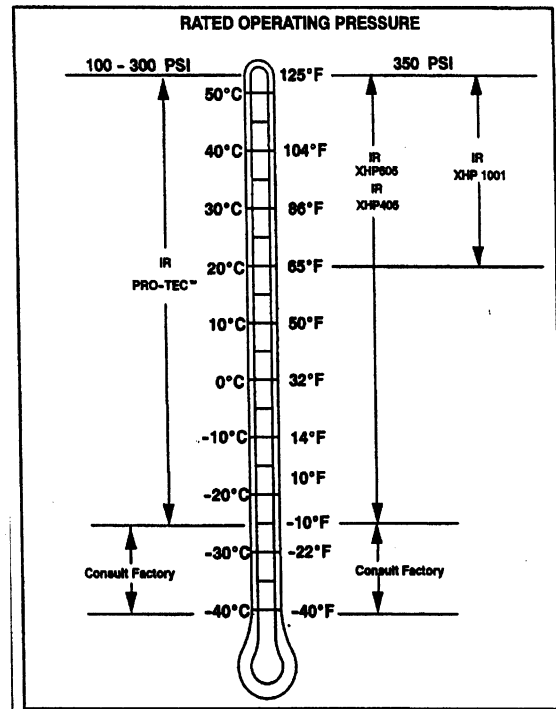 RATED OPERATING PRESSURE
100 - 300 PSI
125°F
350 PSI
50°C
40°C
104°F
IR
XHP605
IR
XHP405
IR
XHP 1001
30°C
86°F
IR
PRO-TEC™
20°C
65°F
10°C
50°F
0°C
32°F
-10°C
14°F
10°F
-20°C
-10°F
-30°C
-22°F
Consult Factory
Consult Factory
-40°C
-40°F